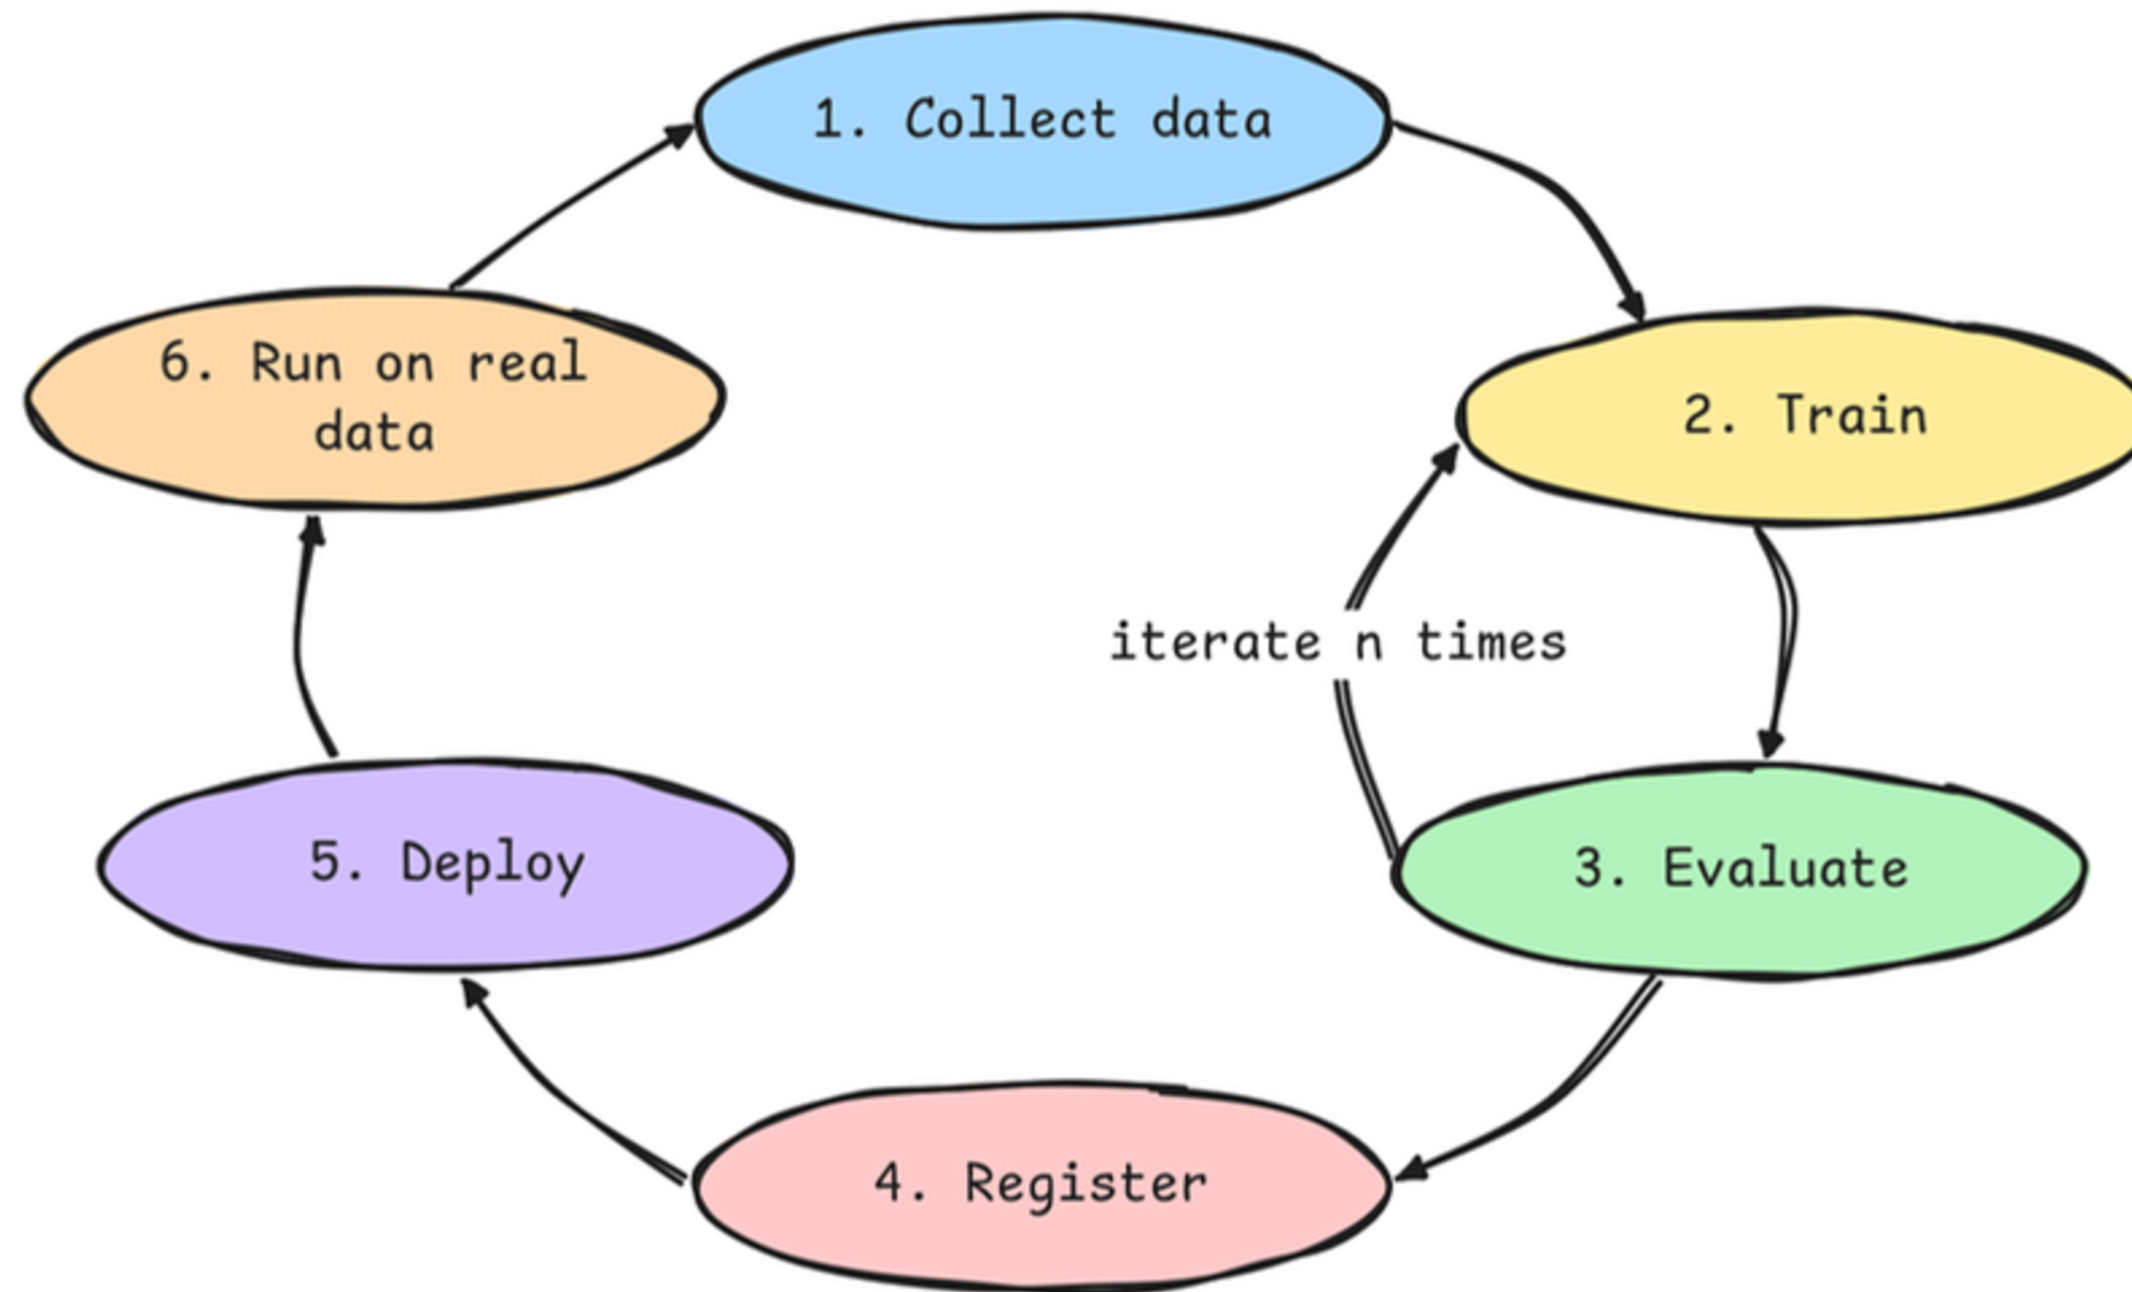 1. Collect data
6. Run on real
data
2. Train
iterate n times
5. Deploy
3. Evaluate
4. Register